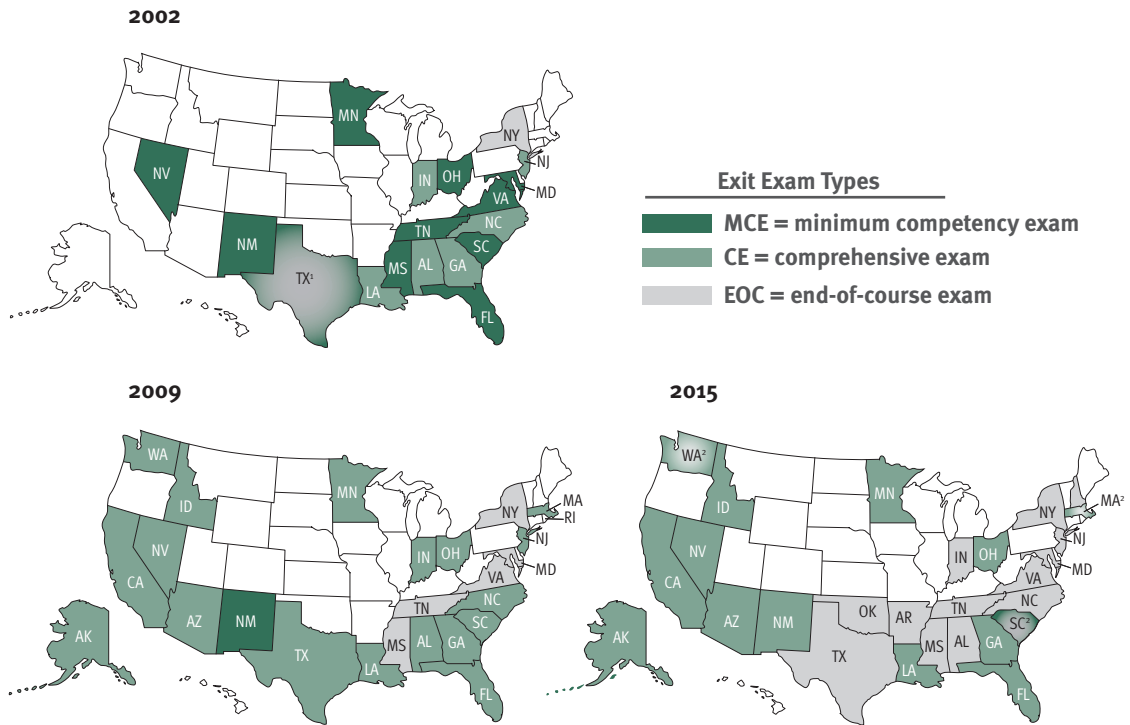 2002
MN
NY
NV
IN
OH
NJ
VA
MD
NM
TN
NC
TX¹
MS
AL
GA
SC
LA
FL
Exit Exam Types
MCE = minimum competency exam
CE = comprehensive exam
EOC = end-of-course exam
2009
WA
MN
ID
NY
MA
RI
NV
IN
OH
NJ
CA
VA
MD
AZ
NM
TN
NC
AK
TX
MS
AL
GA
SC
LA
FL
2015
WA²
MN
ID
NY
MA²
NV
IN
OH
NJ
CA
VA
MD
AZ
NM
OK
AR
TN
NC
AK
TX
MS
AL
GA
SC²
LA
FL